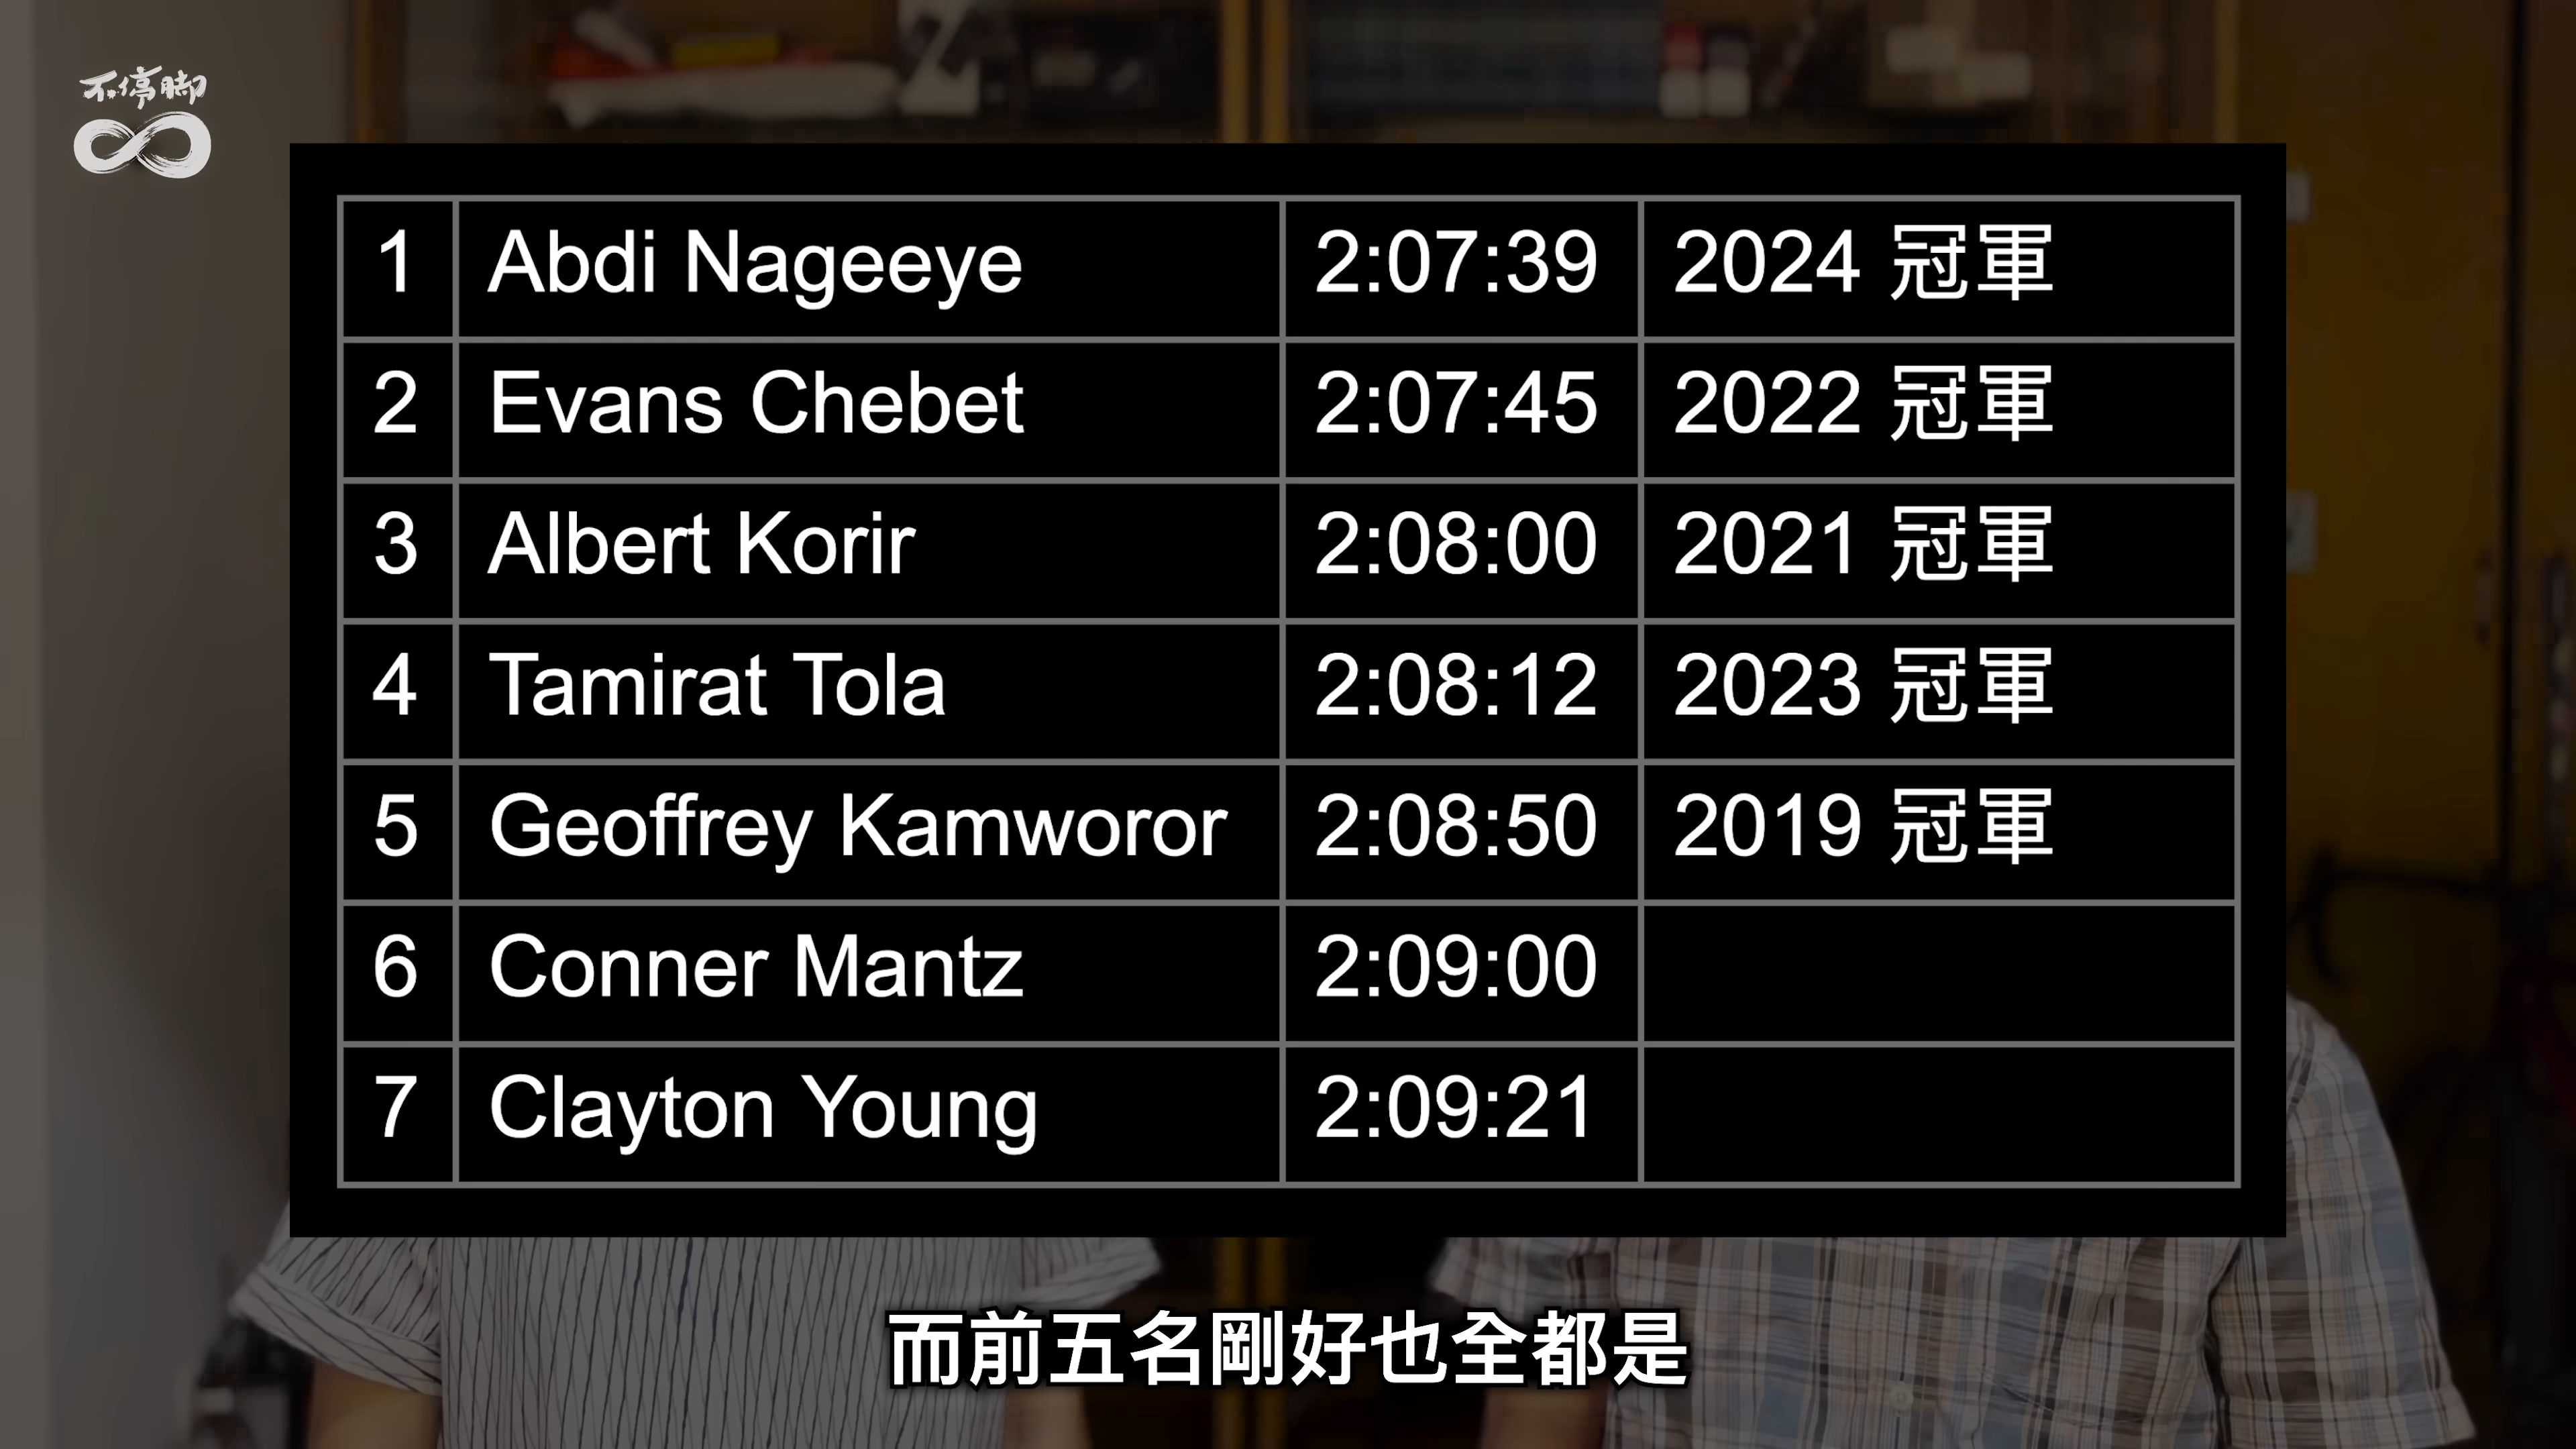 不停腳
1 Abdi Nageeye 2:07:39 2024 冠軍
2 Evans Chebet 2:07:45 2022 冠軍
3 Albert Korir 2:08:00 2021 冠軍
4 Tamirat Tola 2:08:12 2023 冠軍
5 Geoffrey Kamworor 2:08:50 2019 冠軍
6 Conner Mantz 2:09:00
7 Clayton Young 2:09:21
而前五名剛好也全都是